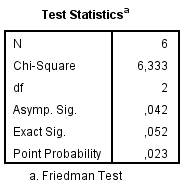 Test Statisticsa
N 6
Chi-Square 6,333
df 2
Asymp. Sig. ,042
Exact Sig. ,052
Point Probability ,023
a. Friedman Test